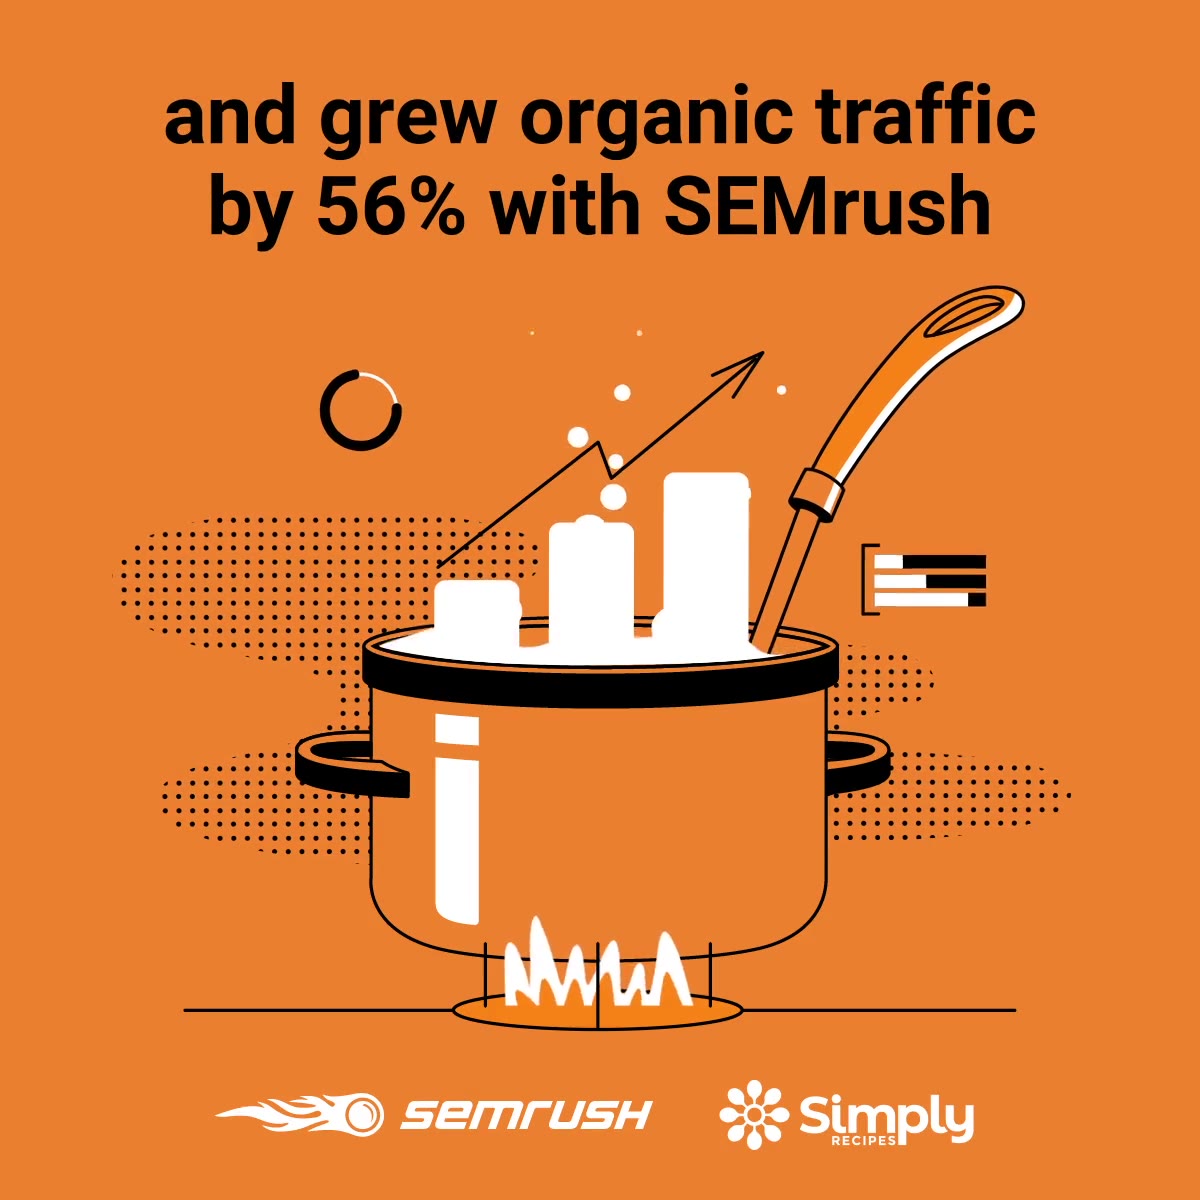 and grew organic traffic
by 56% with SEMrush
semrush
Simply
RECIPES